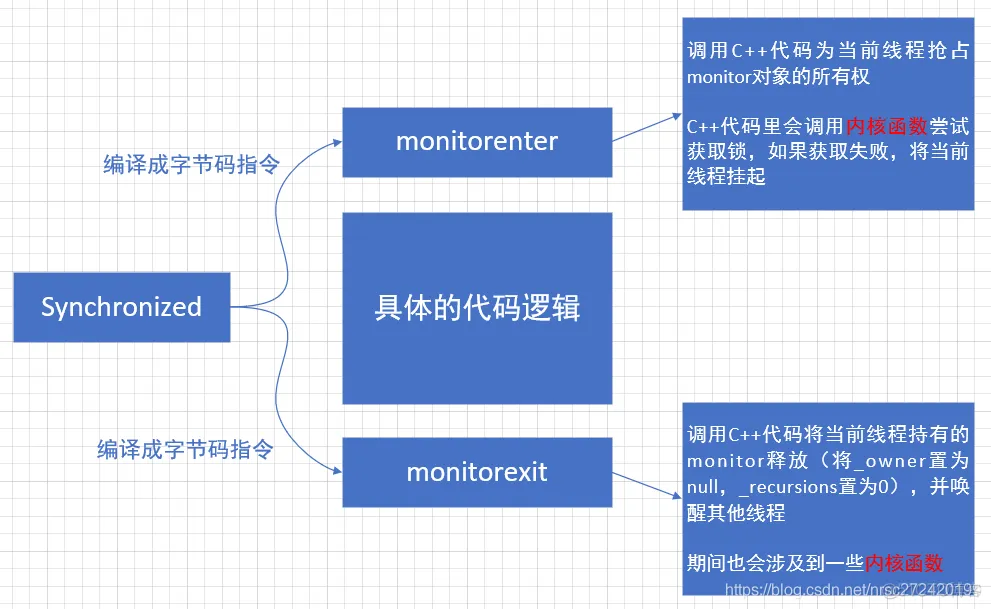 调用C++代码为当前线程抢占
monitor对象的所有权
C++代码里会调用内核函数尝试
获取锁，如果获取失败，将当前
线程挂起
monitorenter
编译成字节码指令
Synchronized
具体的代码逻辑
编译成字节码指令
monitorexit
调用C++代码将当前线程持有的
monitor释放（将_owner置为
null，_recursions置为0），并唤
醒其他线程
期间也会涉及到一些内核函数
https://blog.csdn.net/nrsc272420199